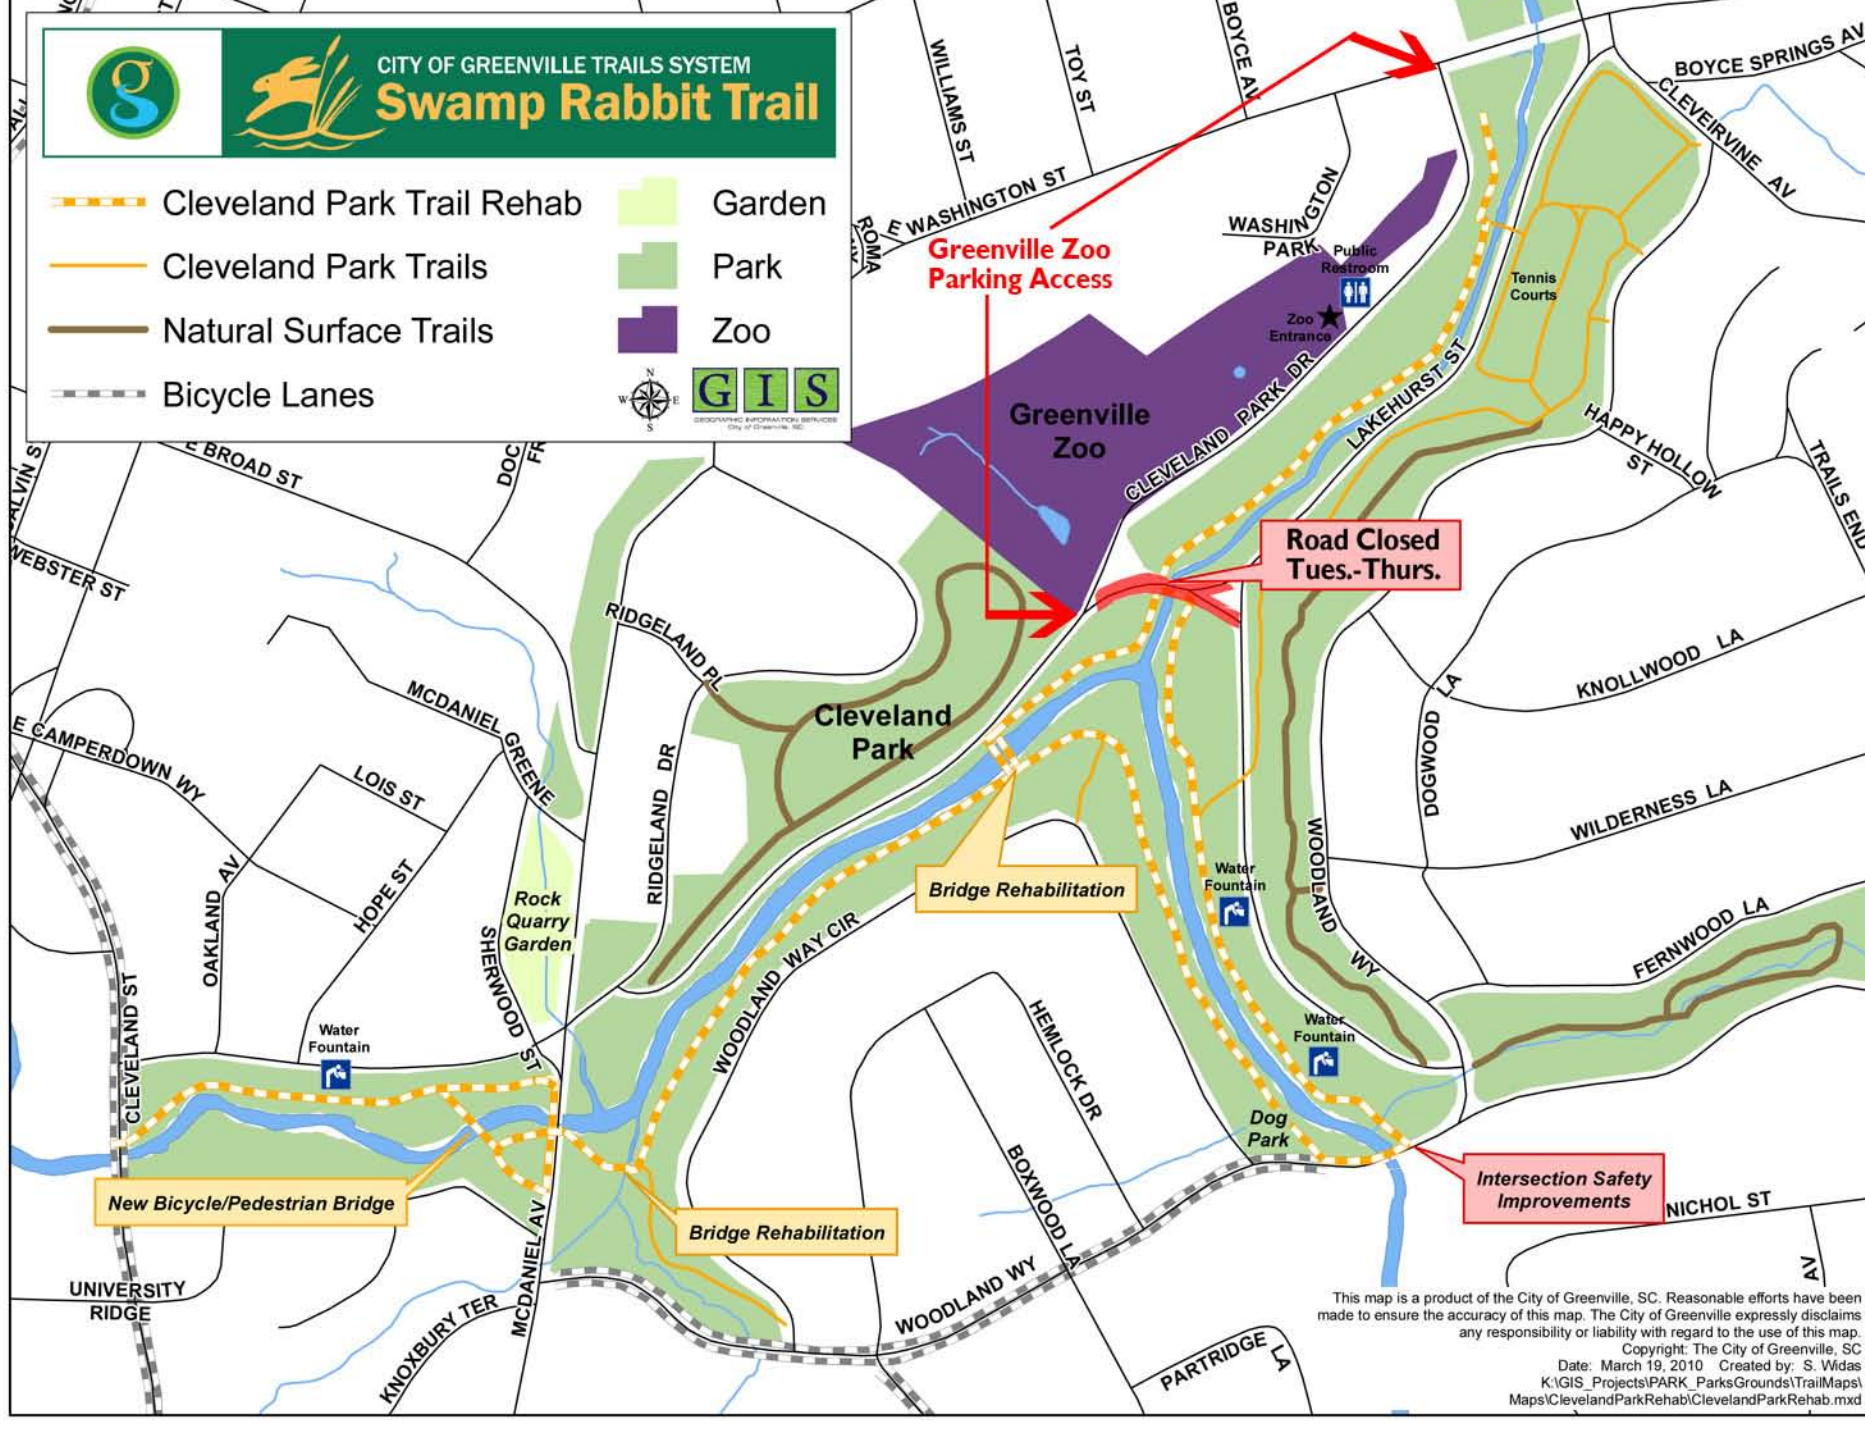 CITY OF GREENVILLE TRAILS SYSTEM
Swamp Rabbit Trail
Cleveland Park Trail Rehab
Cleveland Park Trails
Natural Surface Trails
Bicycle Lanes
Garden
Park
Zoo
N
W
E
S
GIS
GEOGRAPHIC INFORMATION SERVICES
City of Greenville, SC
WILLIAMS ST
TOY ST
BOYCE AV
BOYCE SPRINGS AV
CLEVEIRVINE AV
E WASHINGTON ST
ROMA
WASHINGTON
PARK
Public
Restroom
Greenville Zoo
Parking Access
Zoo
Entrance
Tennis
Courts
Greenville
Zoo
CLEVELAND PARK DR
LAKEHURST ST
HAPPY HOLLOW
ST
TRAILS END
E BROAD ST
DOC
FR
WEBSTER ST
Road Closed
Tues.-Thurs.
RIDGELAND PL
KNOLLWOOD LA
DOGWOOD LA
MCDANIEL GREENE
Cleveland
Park
E CAMPERDOWN WY
LOIS ST
RIDGELAND DR
WILDERNESS LA
WOODLAND WY
OAKLAND AV
HOPE ST
Bridge Rehabilitation
Water
Fountain
Rock
Quarry
Garden
SHERWOOD ST
WOODLAND WAY CIR
FERNWOOD LA
CLEVELAND ST
Water
Fountain
HEMLOCK DR
Water
Fountain
Dog
Park
BOXWOOD LA
Intersection Safety
Improvements
New Bicycle/Pedestrian Bridge
Bridge Rehabilitation
NICHOL ST
AV
UNIVERSITY
RIDGE
MCDANIEL AV
KNOXBURY TER
WOODLAND WY
PARTRIDGE LA
This map is a product of the City of Greenville, SC. Reasonable efforts have been
made to ensure the accuracy of this map. The City of Greenville expressly disclaims
any responsibility or liability with regard to the use of this map.
Copyright: The City of Greenville, SC
Date: March 19, 2010 Created by: S. Widas
K:\GIS_Projects\PARK_ParksGrounds\TrailMaps\
Maps\ClevelandParkRehab\ClevelandParkRehab.mxd